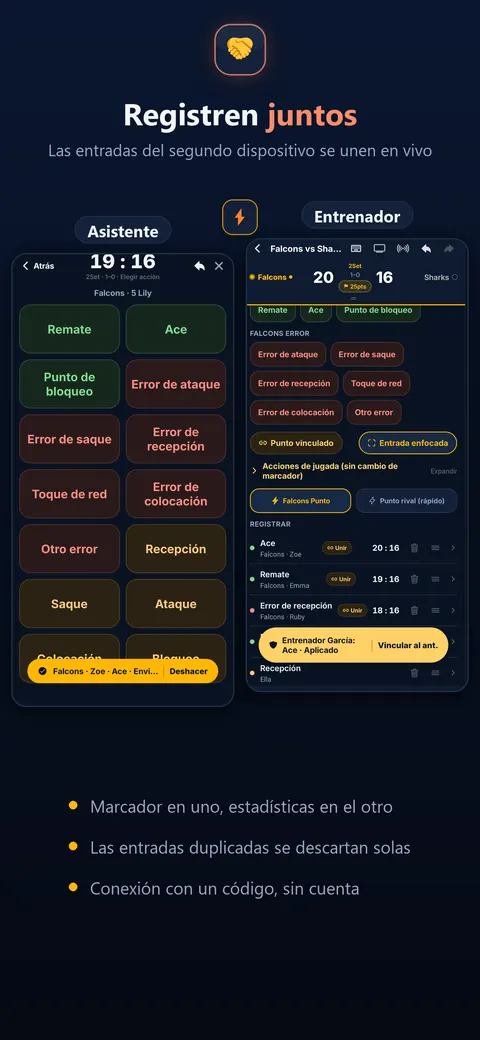 Registren juntos
Las entradas del segundo dispositivo se unen en vivo
Asistente
Atrás
19 : 16
2Set · 1-0 · Elegir acción
Falcons · 5 Lily
Remate
Ace
Punto de
bloqueo
Error de ataque
Error de saque
Error de
recepción
Toque de red
Error de
colocación
Otro error
Recepción
Saque
Ataque
Colocación
Bloqueo
Falcons · Zoe · Ace · Envi...
Deshacer
Entrenador
Falcons vs Sha...
Falcons
20
2Set
1-0
25pts
16
Sharks
Remate
Ace
Punto de bloqueo
FALCONS ERROR
Error de ataque
Error de saque
Error de recepción
Toque de red
Error de colocación
Otro error
Punto vinculado
Entrada enfocada
Acciones de jugada (sin cambio de
marcador)
Expandir
Falcons Punto
Punto rival (rápido)
REGISTRAR
Ace
Falcons · Zoe
Unir
20 : 16
Remate
Falcons · Emma
Unir
19 : 16
Error de recepción
Falcons · Ruby
Unir
18 : 16
Entrenador García:
Ace · Aplicado
Vincular al ant.
Recepción
Ella
Marcador en uno, estadísticas en el otro
Las entradas duplicadas se descartan solas
Conexión con un código, sin cuenta